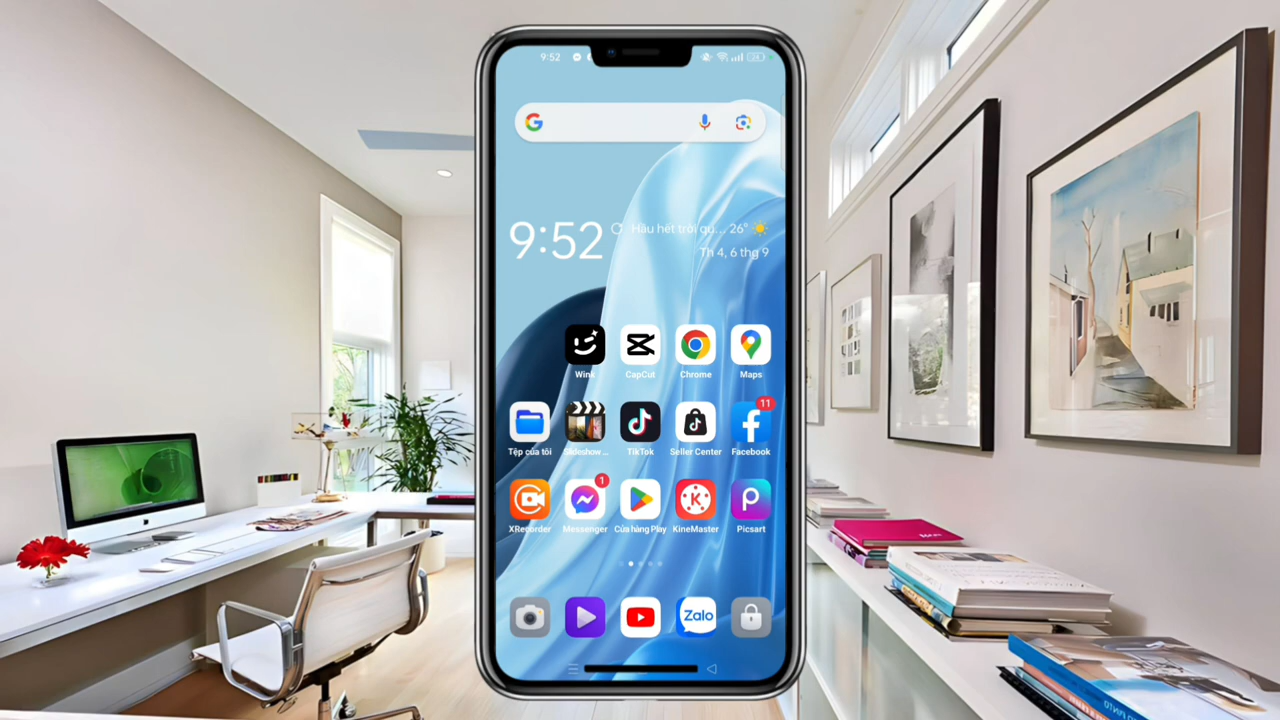 9:52
9:52
Hầu hết trời qu... 26°
Th 4, 6 thg 9
Wink
CapCut
Chrome
Maps
Tệp của tôi
Slideshow...
TikTok
Seller Center
11
Facebook
XRecorder
1
Messenger
Cửa hàng Play
KineMaster
Picsart
Zalo